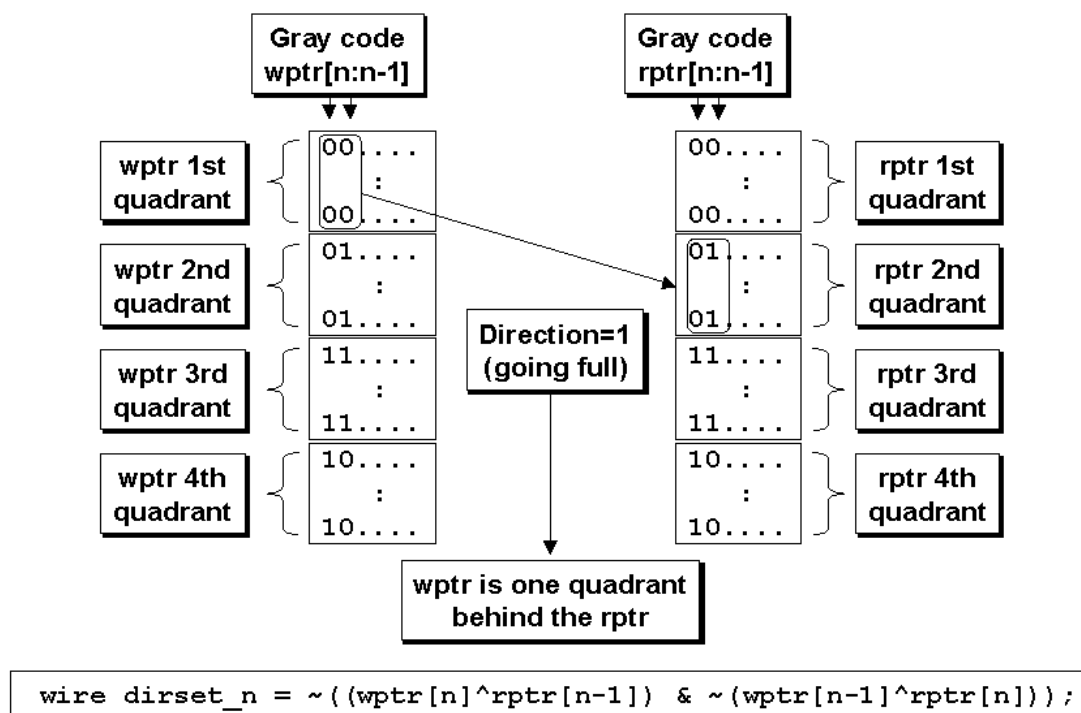 Gray code
wptr[n:n-1]
Gray code
rptr[n:n-1]
wptr 1st
quadrant
00....
:
00....
00....
:
00....
rptr 1st
quadrant
wptr 2nd
quadrant
01....
:
01....
01....
:
01....
rptr 2nd
quadrant
Direction=1
(going full)
wptr 3rd
quadrant
11....
:
11....
11....
:
11....
rptr 3rd
quadrant
wptr 4th
quadrant
10....
:
10....
10....
:
10....
rptr 4th
quadrant
wptr is one quadrant
behind the rptr
wire dirset_n = ~((wptr[n]^rptr[n-1]) & ~(wptr[n-1]^rptr[n]));